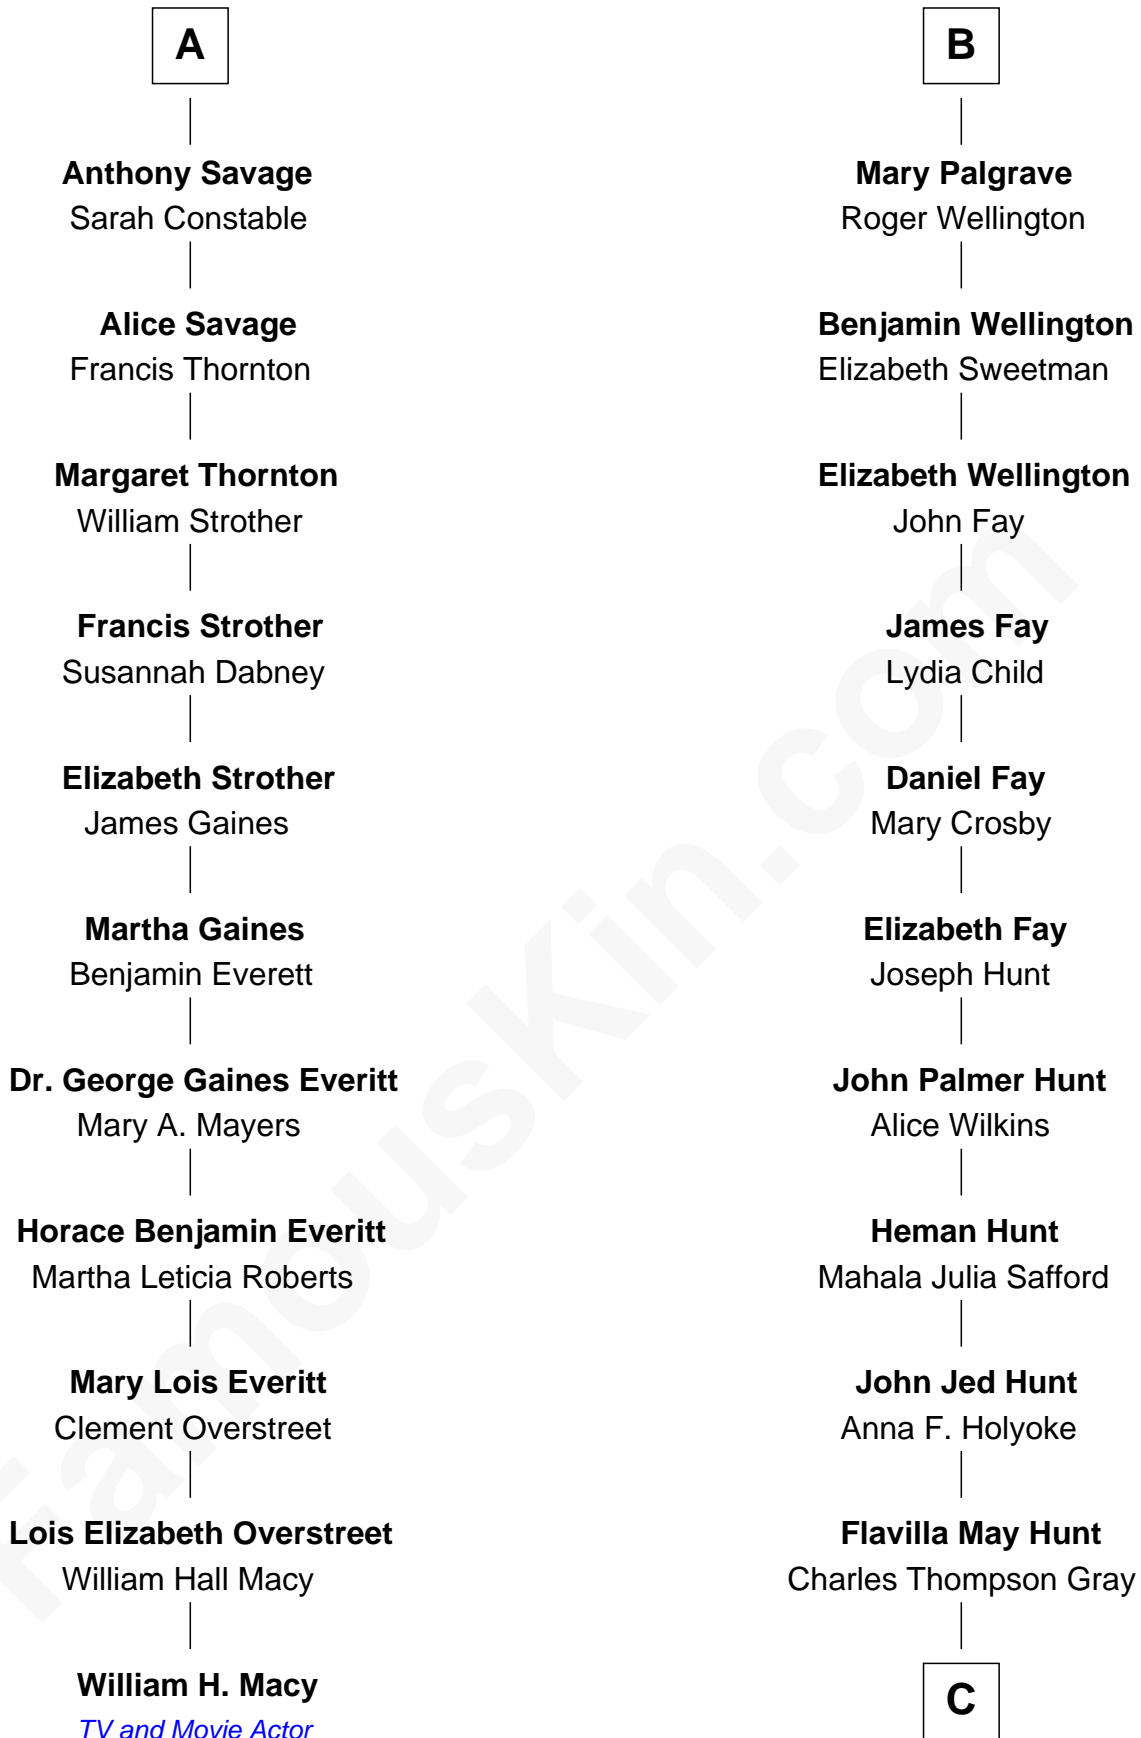 A
Anthony Savage
Sarah Constable
Alice Savage
Francis Thornton
Margaret Thornton
William Strother
Francis Strother
Susannah Dabney
Elizabeth Strother
James Gaines
Martha Gaines
Benjamin Everett
Dr. George Gaines Everitt
Mary A. Mayers
Horace Benjamin Everitt
Martha Leticia Roberts
Mary Lois Everitt
Clement Overstreet
Lois Elizabeth Overstreet
William Hall Macy
William H. Macy
TV and Movie Actor
B
Mary Palgrave
Roger Wellington
Benjamin Wellington
Elizabeth Sweetman
Elizabeth Wellington
John Fay
James Fay
Lydia Child
Daniel Fay
Mary Crosby
Elizabeth Fay
Joseph Hunt
John Palmer Hunt
Alice Wilkins
Heman Hunt
Mahala Julia Safford
John Jed Hunt
Anna F. Holyoke
Flavilla May Hunt
Charles Thompson Gray
C
FamousKin.com